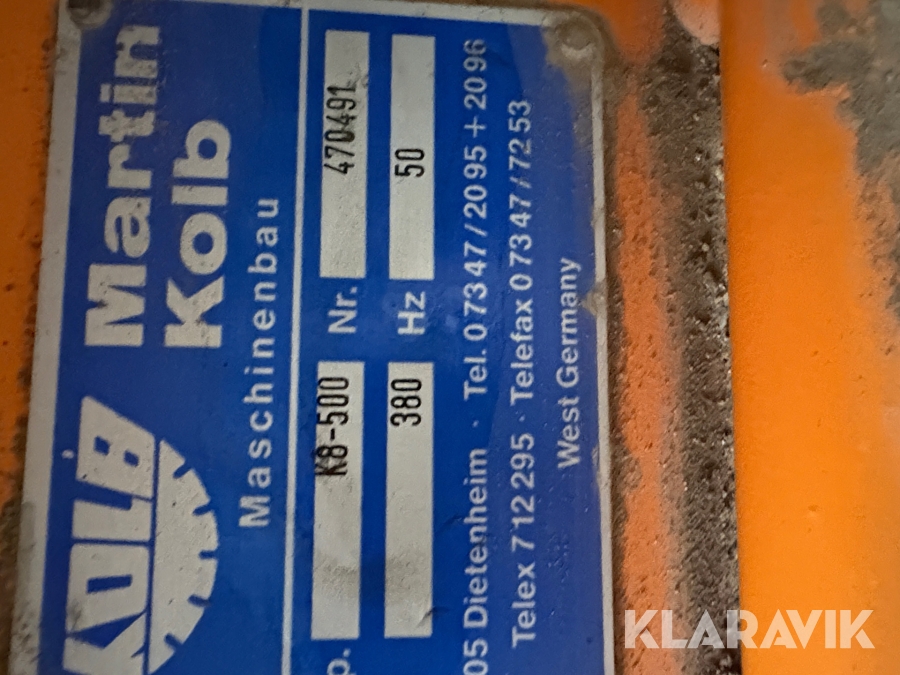 KOLB
Martin
Kolb
Maschinenbau
p. K8-500 Nr. 470491
380 Hz 50
05 Dietenheim · Tel. 07347/2095+2096
Telex 712295 · Telefax 07347/7253
West Germany
KLARAVIK